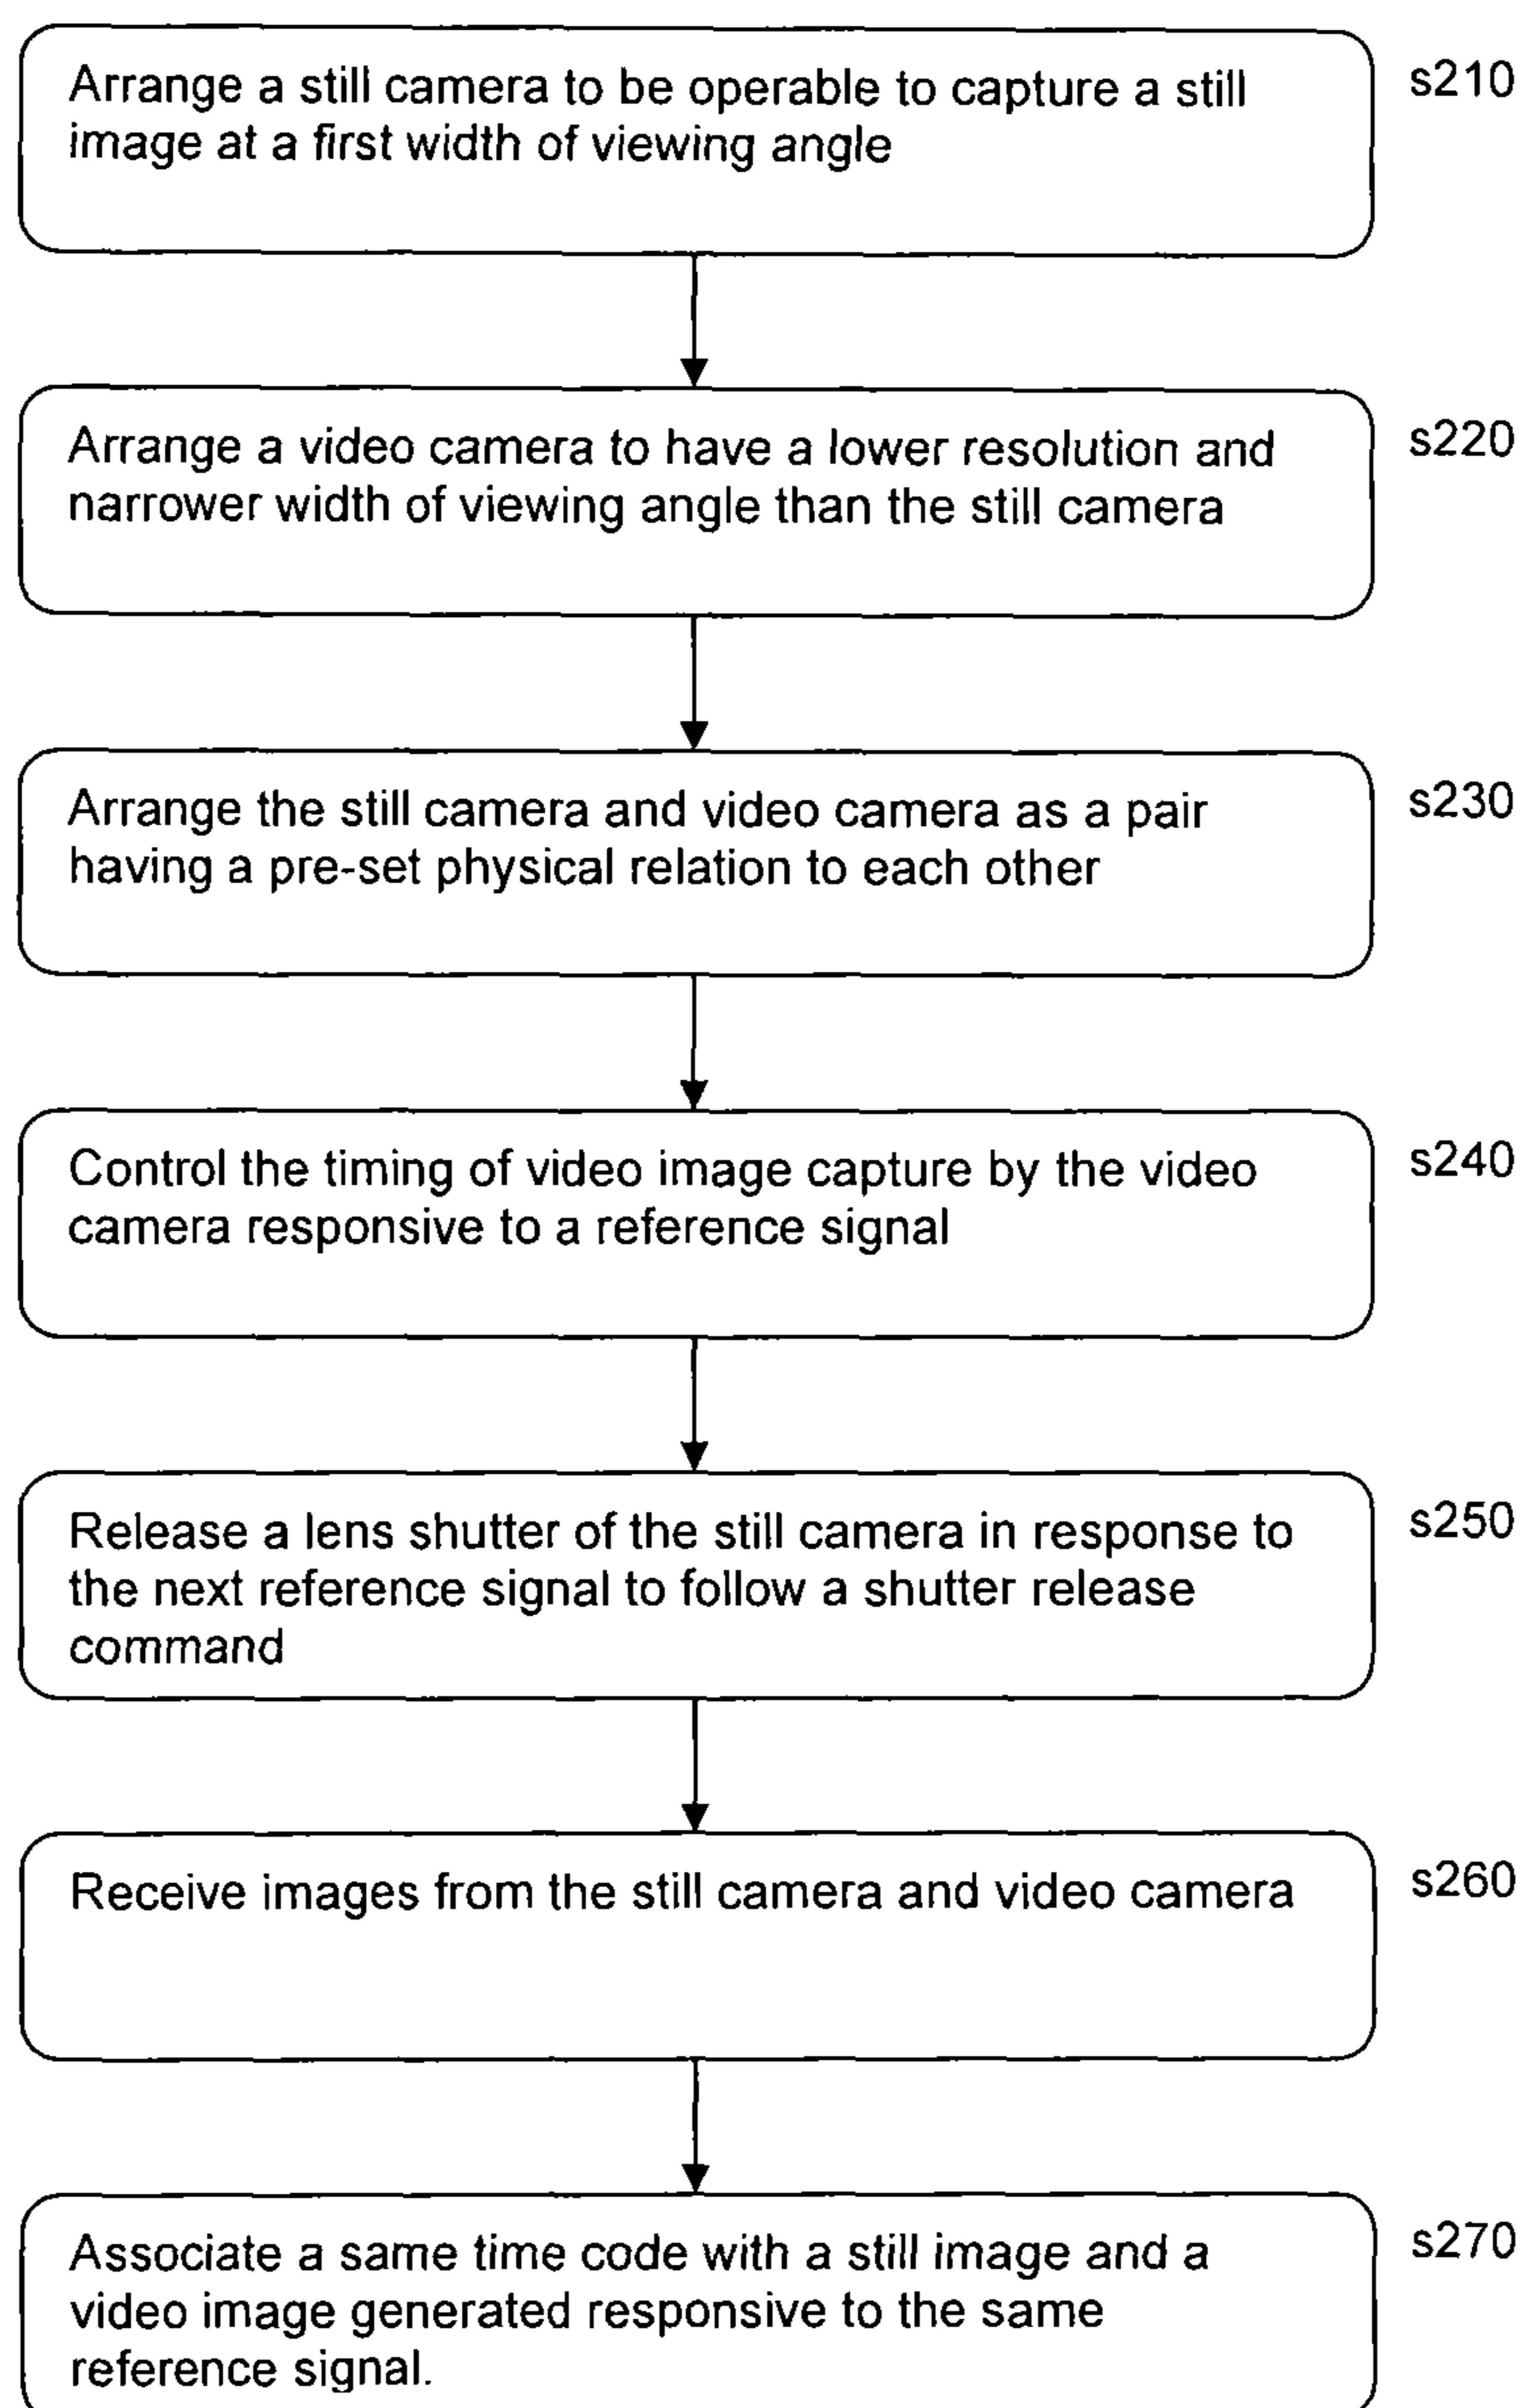 Arrange a still camera to be operable to capture a still
image at a first width of viewing angle
s210
Arrange a video camera to have a lower resolution and
narrower width of viewing angle than the still camera
s220
Arrange the still camera and video camera as a pair
having a pre-set physical relation to each other
s230
Control the timing of video image capture by the video
camera responsive to a reference signal
s240
Release a lens shutter of the still camera in response to
the next reference signal to follow a shutter release
command
s250
Receive images from the still camera and video camera
s260
Associate a same time code with a still image and a
video image generated responsive to the same
reference signal.
s270